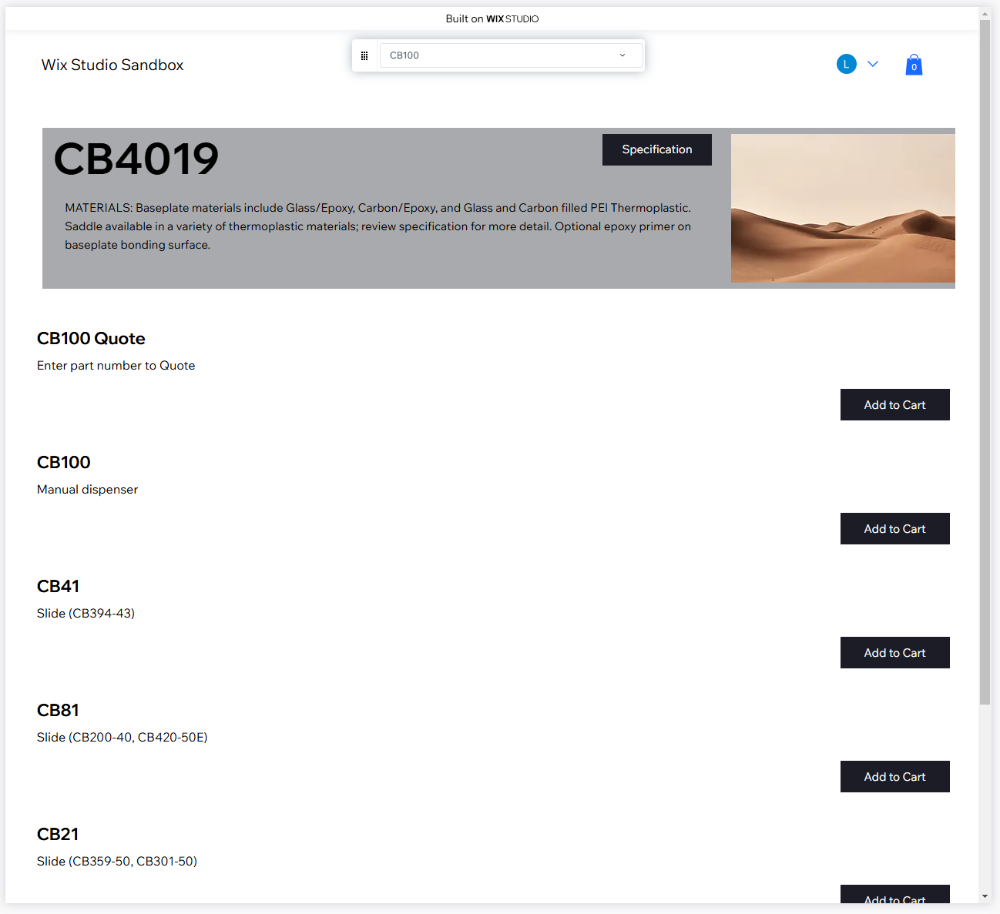 Built on WIX STUDIO
Wix Studio Sandbox
CB100
L
0
CB4019
Specification
MATERIALS: Baseplate materials include Glass/Epoxy, Carbon/Epoxy, and Glass and Carbon filled PEI Thermoplastic.
Saddle available in a variety of thermoplastic materials; review specification for more detail. Optional epoxy primer on
baseplate bonding surface.
CB100 Quote
Enter part number to Quote
Add to Cart
CB100
Manual dispenser
Add to Cart
CB41
Slide (CB394-43)
Add to Cart
CB81
Slide (CB200-40, CB420-50E)
Add to Cart
CB21
Slide (CB359-50, CB301-50)
Add to Cart